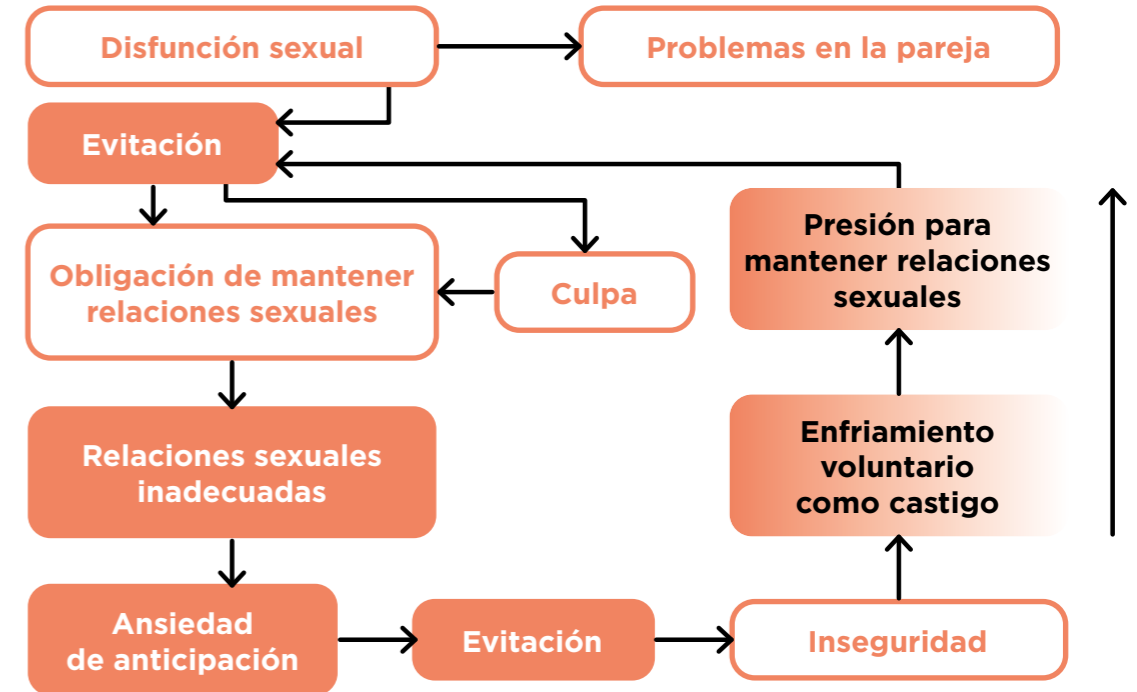 Disfunción sexual
Problemas en la pareja
Evitación
Presión para
mantener relaciones
sexuales
Obligación de mantener
relaciones sexuales
Culpa
Relaciones sexuales
inadecuadas
Enfriamiento
voluntario
como castigo
Ansiedad
de anticipación
Evitación
Inseguridad